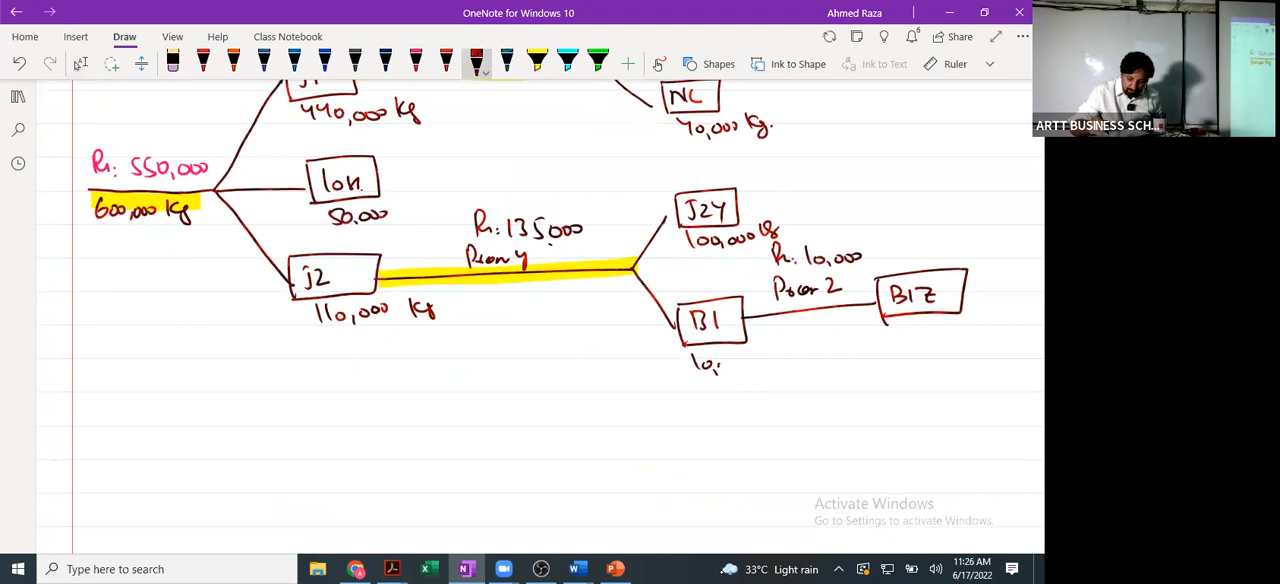 OneNote for Windows 10
Ahmed Raza
Home Insert Draw View Help Class Notebook
Shapes Ink to Shape Ink to Text Ruler
Share
6
ARTT BUSINESS SCH...
440,000 Kg
NC
40,000 Kg.
Rs: 550,000
600,000 Kg
loss
50,000
J2
110,000 Kg
Rs: 135,000
Process Y
J2Y
100,000 Kg
Rs: 10,000
Process Z
B1
10,
B1Z
Activate Windows
Go to Settings to activate Windows.
Type here to search
33°C Light rain
11:26 AM
6/17/2022